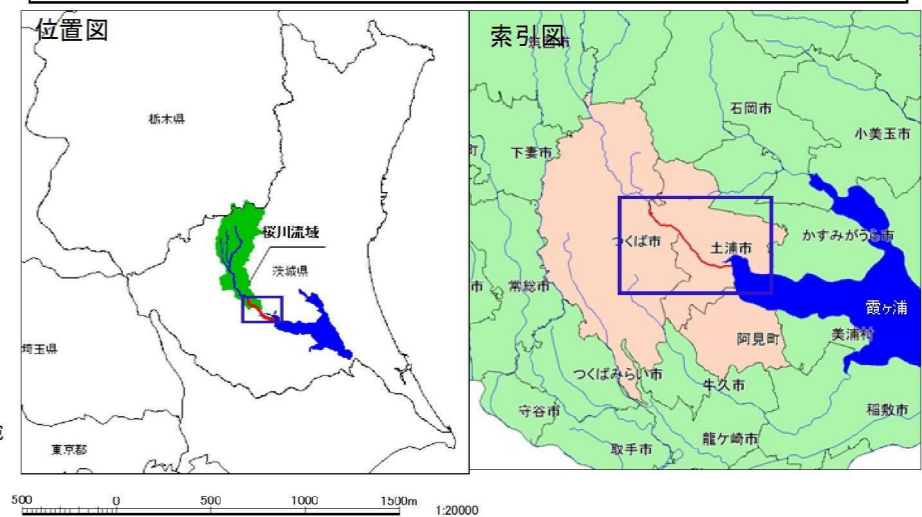 位置図
栃木県
桜川流域
茨城県
埼玉県
東京都
索引図
石岡市
小美玉市
下妻市
つくば市
土浦市
かすみがうら市
常総市
霞ヶ浦
阿見町
美浦村
つくばみらい市
牛久市
守谷市
稲敷市
龍ケ崎市
取手市
500 0 500 1000 1500m 1:20000